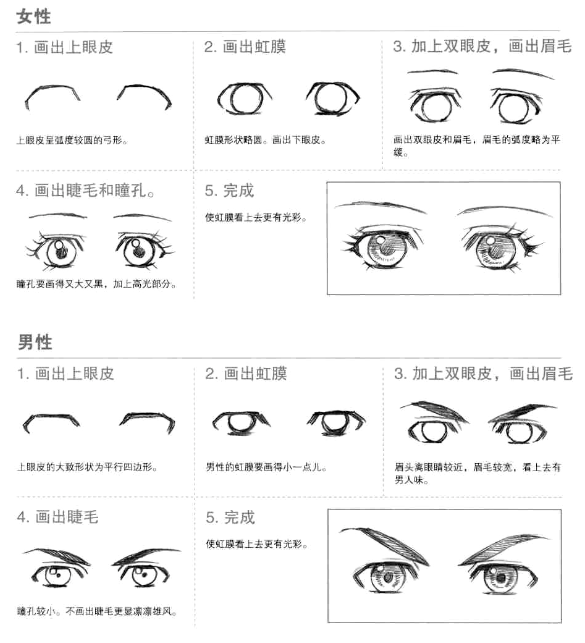 女性
1. 画出上眼皮
2. 画出虹膜
3. 加上双眼皮，画出眉毛
上眼皮呈弧度较圆的弓形。
虹膜形状略圆。画出下眼皮。
画出双眼皮和眉毛，眉毛的弧度略为平
缓。
4. 画出睫毛和瞳孔。
5. 完成
使虹膜看上去更有光彩。
瞳孔要画得又大又黑，加上高光部分。
男性
1. 画出上眼皮
2. 画出虹膜
3. 加上双眼皮，画出眉毛
上眼皮的大致形状为平行四边形。
男性的虹膜要画得小一点儿。
眉头离眼睛较近，眉毛较宽，看上去有
男人味。
4. 画出睫毛
5. 完成
使虹膜看上去更有光彩。
瞳孔较小。不画出睫毛更显凛凛雄风。